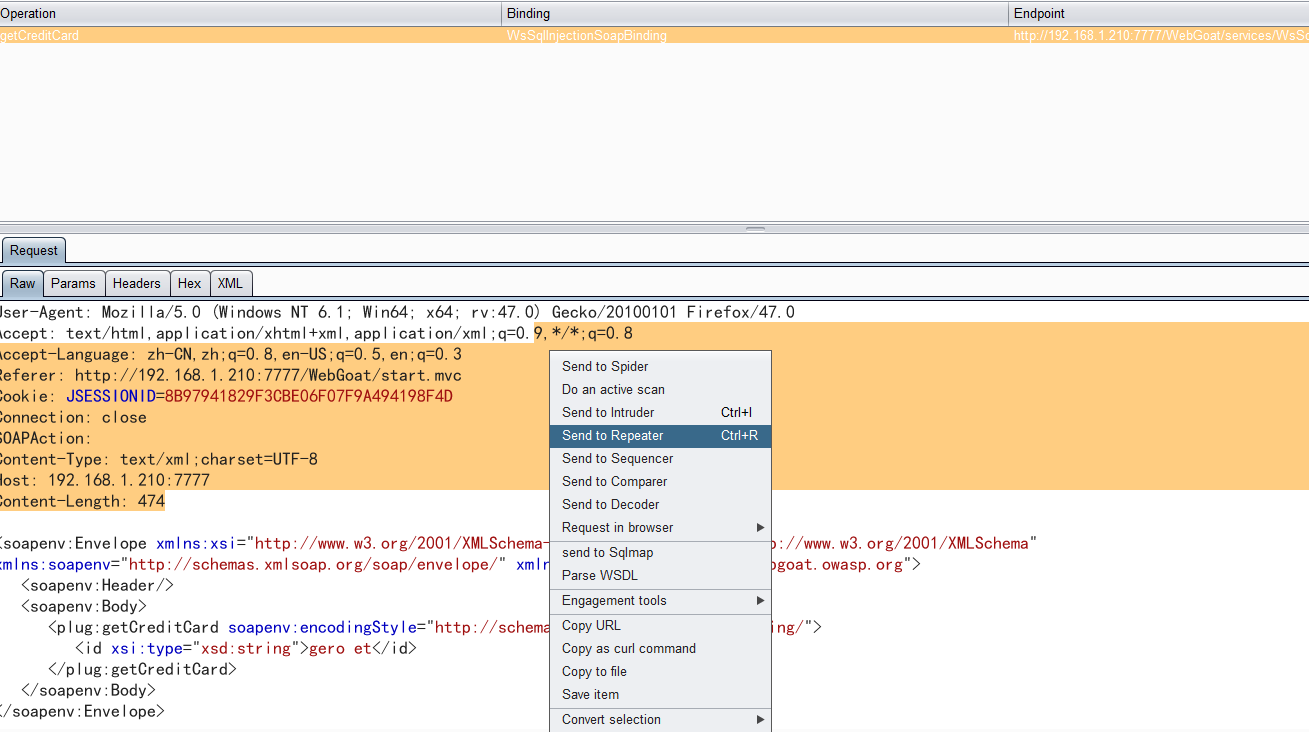 Operation Binding Endpoint
getCreditCard WsSqlInjectionSoapBinding http://192.168.1.210:7777/WebGoat/services/WsSq
Request
Raw Params Headers Hex XML
User-Agent: Mozilla/5.0 (Windows NT 6.1; Win64; x64; rv:47.0) Gecko/20100101 Firefox/47.0
Accept: text/html,application/xhtml+xml,application/xml;q=0.9,*/*;q=0.8
Accept-Language: zh-CN,zh;q=0.8,en-US;q=0.5,en;q=0.3
Referer: http://192.168.1.210:7777/WebGoat/start.mvc
Cookie: JSESSIONID=8B97941829F3CBE06F07F9A494198F4D
Connection: close
SOAPAction:
Content-Type: text/xml;charset=UTF-8
Host: 192.168.1.210:7777
Content-Length: 474
<soapenv:Envelope xmlns:xsi="http://www.w3.org/2001/XMLSchema- p://www.w3.org/2001/XMLSchema"
xmlns:soapenv="http://schemas.xmlsoap.org/soap/envelope/" xmln bgoat.owasp.org">
<soapenv:Header/>
<soapenv:Body>
<plug:getCreditCard soapenv:encodingStyle="http://schema ing/">
<id xsi:type="xsd:string">gero et</id>
</plug:getCreditCard>
</soapenv:Body>
</soapenv:Envelope>
Send to Spider
Do an active scan
Send to Intruder Ctrl+I
Send to Repeater Ctrl+R
Send to Sequencer
Send to Comparer
Send to Decoder
Request in browser
send to Sqlmap
Parse WSDL
Engagement tools
Copy URL
Copy as curl command
Copy to file
Save item
Convert selection